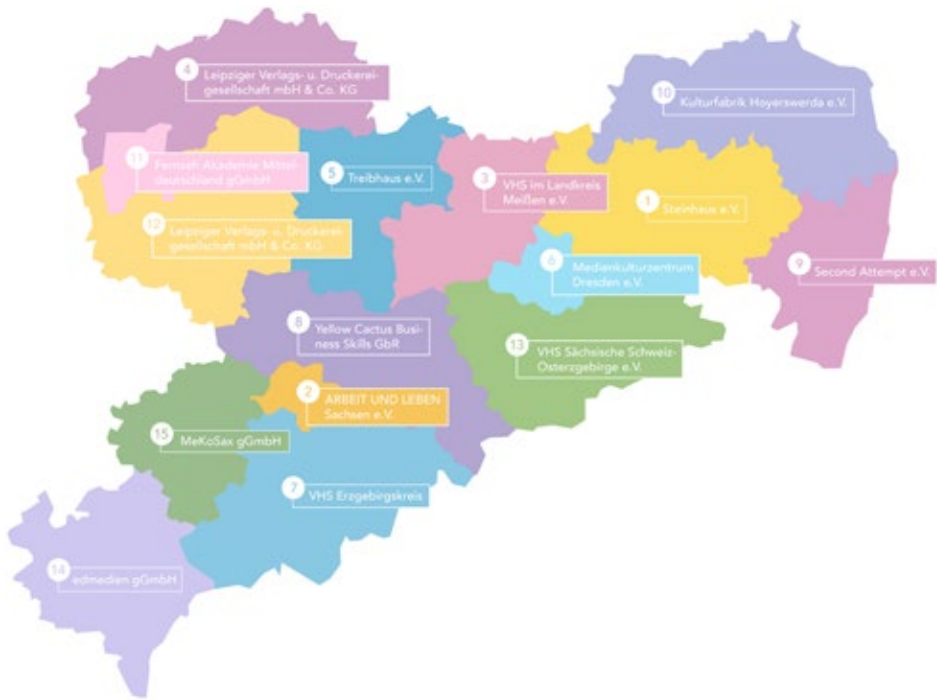 4
Leipziger Verlags- u. Druckerei-
gesellschaft mbH & Co. KG
10
Kulturfabrik Hoyerswerda e.V.
11
Fernseh Akademie Mittel-
deutschland gGmbH
5
Treibhaus e.V.
3
VHS im Landkreis
Meißen e.V.
1
Steinhaus e.V.
12
Leipziger Verlags- u. Druckerei-
gesellschaft mbH & Co. KG
6
Medienkulturzentrum
Dresden e.V.
9
Second Attempt e.V.
8
Yellow Cactus Busi-
ness Skills GbR
13
VHS Sächsische Schweiz-
Osterzgebirge e.V.
2
ARBEIT UND LEBEN
Sachsen e.V.
15
MeKoSax gGmbH
7
VHS Erzgebirgskreis
14
edmedien gGmbH